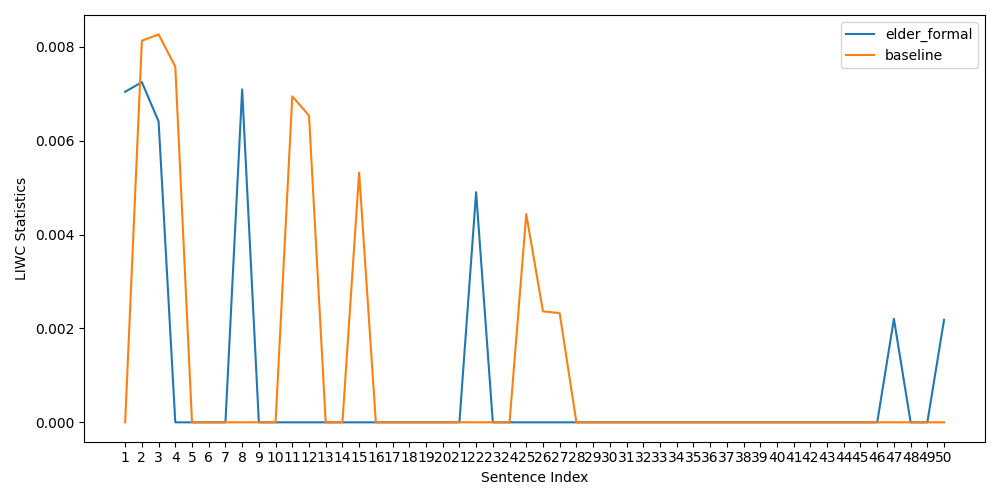 elder_formal
baseline
0.008
0.006
0.004
0.002
0.000
LIWC Statistics
1 2 3 4 5 6 7 8 9 10 11 12 13 14 15 16 17 18 19 20 21 22 23 24 25 26 27 28 29 30 31 32 33 34 35 36 37 38 39 40 41 42 43 44 45 46 47 48 49 50
Sentence Index